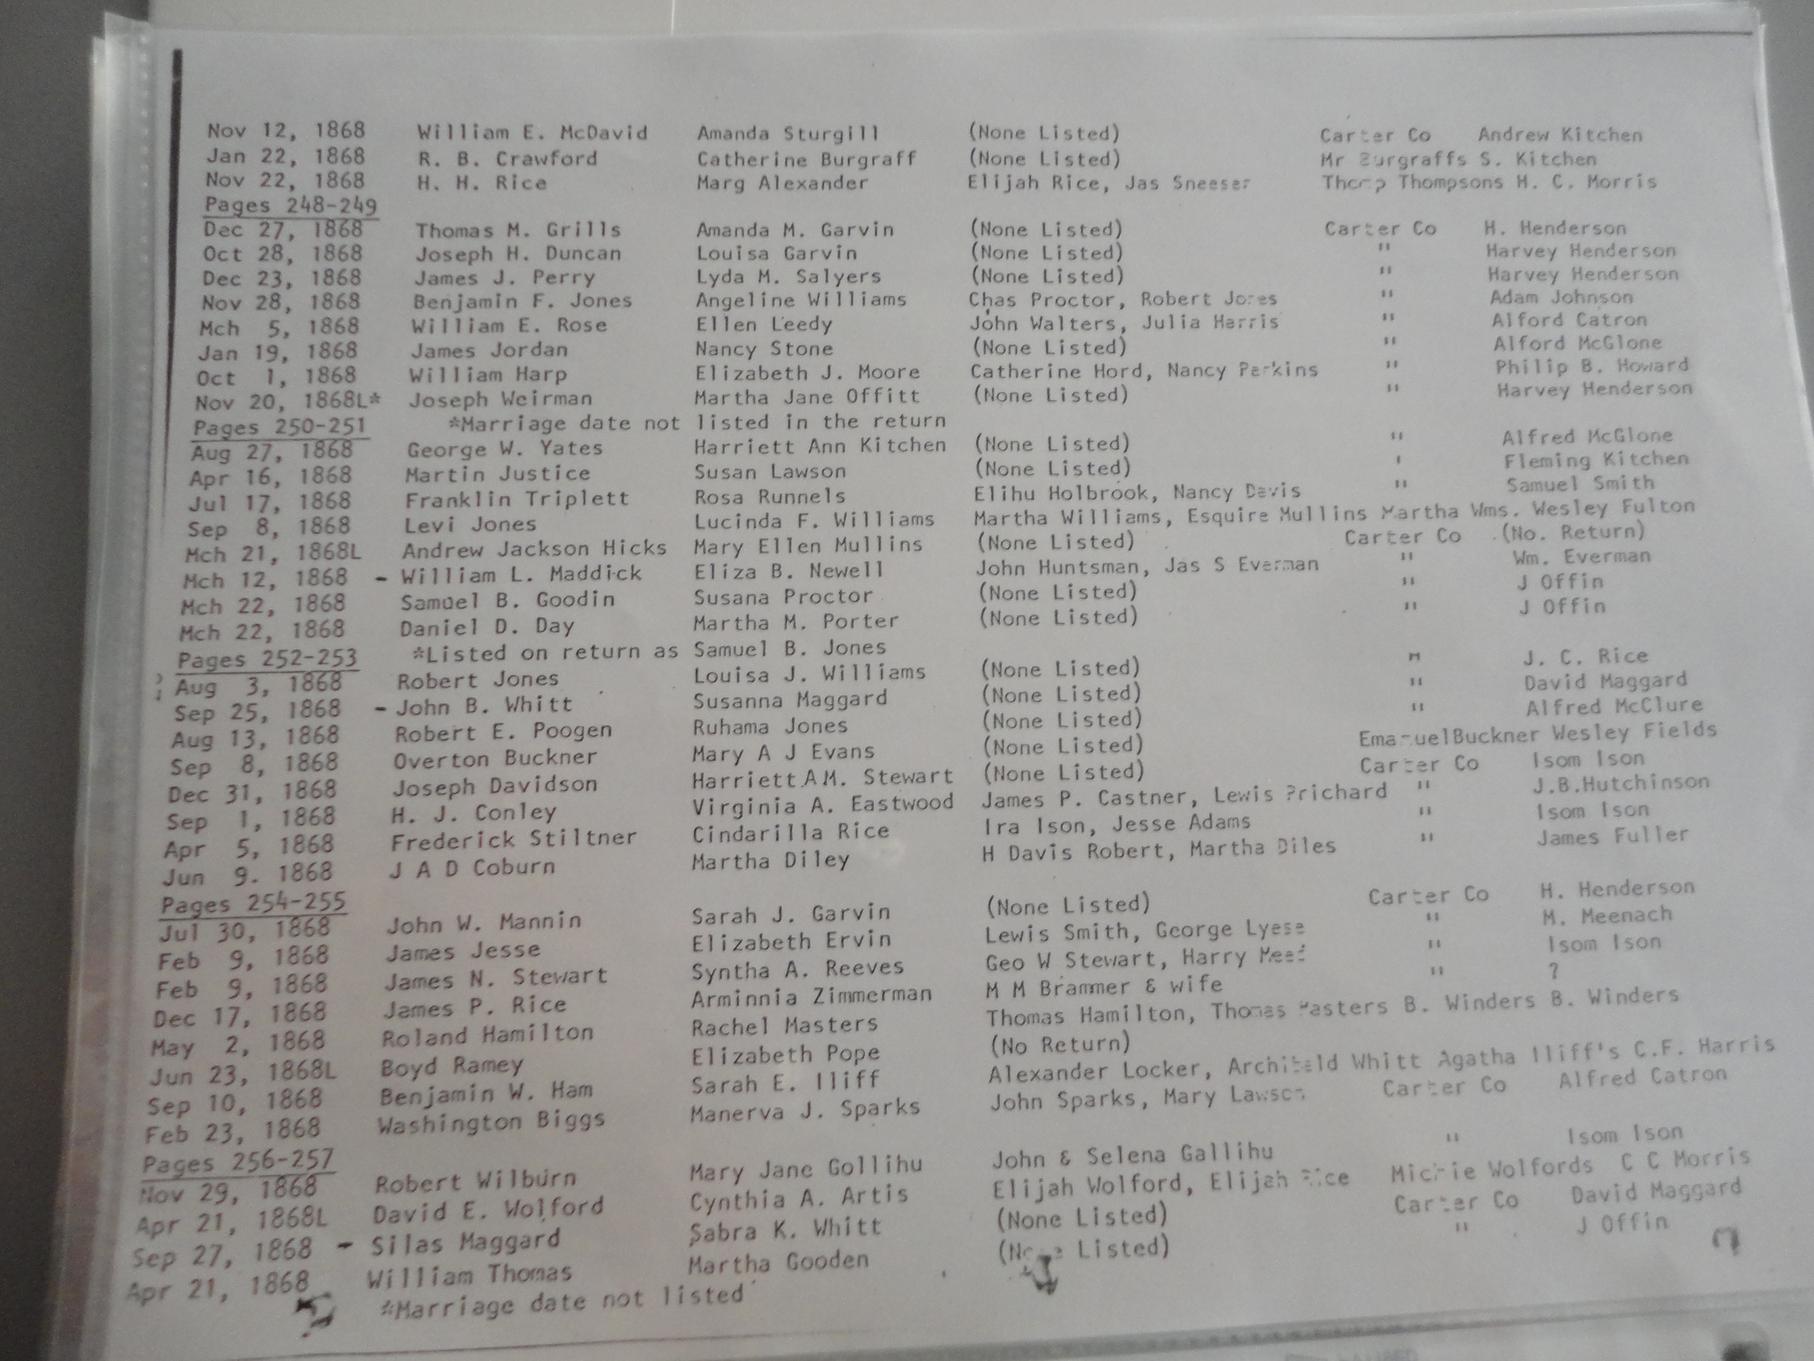 Nov 12, 1868 William E. McDavid Amanda Sturgill (None Listed) Carter Co Andrew Kitchen
Jan 22, 1868 R. B. Crawford Catherine Burgraff (None Listed) Mr Burgraffs S. Kitchen
Nov 22, 1868 H. H. Rice Marg Alexander Elijah Rice, Jas Sneeser Thomp Thompsons H. C. Morris
Pages 248-249
Dec 27, 1868 Thomas M. Grills Amanda M. Garvin (None Listed) Carter Co H. Henderson
Oct 28, 1868 Joseph H. Duncan Louisa Garvin (None Listed) " Harvey Henderson
Dec 23, 1868 James J. Perry Lyda M. Salyers (None Listed) " Harvey Henderson
Nov 28, 1868 Benjamin F. Jones Angeline Williams Chas Proctor, Robert Jones " Adam Johnson
Mch 5, 1868 William E. Rose Ellen Leedy John Walters, Julia Harris " Alford Catron
Jan 19, 1868 James Jordan Nancy Stone (None Listed) " Alford McGlone
Oct 1, 1868 William Harp Elizabeth J. Moore Catherine Hord, Nancy Perkins " Philip B. Howard
Nov 20, 1868L* Joseph Weirman Martha Jane Offitt (None Listed) " Harvey Henderson
Pages 250-251 *Marriage date not listed in the return
Aug 27, 1868 George W. Yates Harriett Ann Kitchen (None Listed) " Alfred McGlone
Apr 16, 1868 Martin Justice Susan Lawson (None Listed) ' Fleming Kitchen
Jul 17, 1868 Franklin Triplett Rosa Runnels Elihu Holbrook, Nancy Davis " Samuel Smith
Sep 8, 1868 Levi Jones Lucinda F. Williams Martha Williams, Esquire Mullins Martha Wms. Wesley Fulton
Mch 21, 1868L Andrew Jackson Hicks Mary Ellen Mullins (None Listed) Carter Co (No. Return)
Mch 12, 1868 - William L. Maddick Eliza B. Newell John Huntsman, Jas S Everman " Wm. Everman
Mch 22, 1868 Samuel B. Goodin Susana Proctor (None Listed) " J Offin
Mch 22, 1868 Daniel D. Day Martha M. Porter (None Listed) " J Offin
Pages 252-253 *Listed on return as Samuel B. Jones
Aug 3, 1868 Robert Jones Louisa J. Williams (None Listed) " J. C. Rice
Sep 25, 1868 - John B. Whitt Susanna Maggard (None Listed) " David Maggard
Aug 13, 1868 Robert E. Poogen Ruhama Jones (None Listed) " Alfred McClure
Sep 8, 1868 Overton Buckner Mary A J Evans (None Listed) EmanuelBuckner Wesley Fields
Dec 31, 1868 Joseph Davidson Harriett AM. Stewart (None Listed) Carter Co Isom Ison
Sep 1, 1868 H. J. Conley Virginia A. Eastwood James P. Castner, Lewis Prichard " J.B.Hutchinson
Apr 5, 1868 Frederick Stiltner Cindarilla Rice Ira Ison, Jesse Adams " Isom Ison
Jun 9. 1868 J A D Coburn Martha Diley H Davis Robert, Martha Diles " James Fuller
Pages 254-255
Jul 30, 1868 John W. Mannin Sarah J. Garvin (None Listed) Carter Co H. Henderson
Feb 9, 1868 James Jesse Elizabeth Ervin Lewis Smith, George Lyese " M. Meenach
Feb 9, 1868 James N. Stewart Syntha A. Reeves Geo W Stewart, Harry Meed " Isom Ison
Dec 17, 1868 James P. Rice Arminnia Zimmerman M M Brammer & wife " ?
May 2, 1868 Roland Hamilton Rachel Masters Thomas Hamilton, Thomas Masters B. Winders B. Winders
Jun 23, 1868L Boyd Ramey Elizabeth Pope (No Return)
Sep 10, 1868 Benjamin W. Ham Sarah E. Iliff Alexander Locker, Archibald Whitt Agatha Iliff's C.F. Harris
Feb 23, 1868 Washington Biggs Manerva J. Sparks John Sparks, Mary Lawson Carter Co Alfred Catron
Pages 256-257
Nov 29, 1868 Robert Wilburn Mary Jane Gollihu John & Selena Gallihu " Isom Ison
Apr 21, 1868L David E. Wolford Cynthia A. Artis Elijah Wolford, Elijah Rice Wolfords C C Morris
Sep 27, 1868 - Silas Maggard Sabra K. Whitt (None Listed) Carter Co David Maggard
Apr 21, 1868 William Thomas Martha Gooden (None Listed) " J Offin
*Marriage date not listed